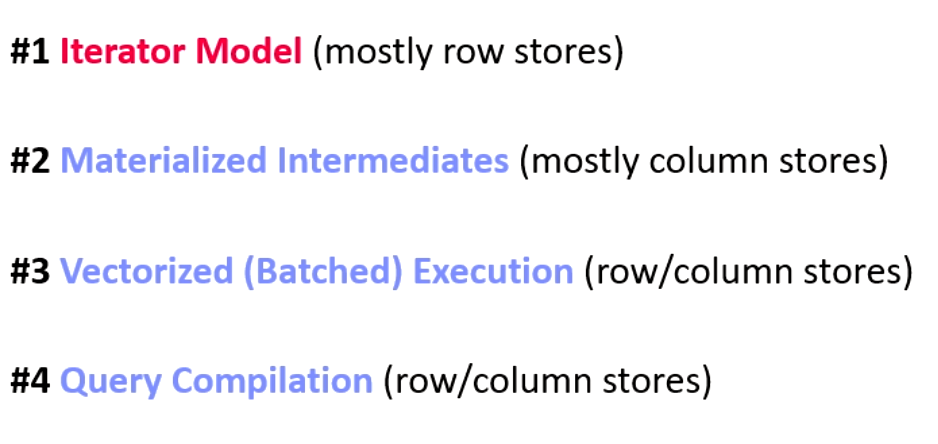 #1 Iterator Model (mostly row stores)
#2 Materialized Intermediates (mostly column stores)
#3 Vectorized (Batched) Execution (row/column stores)
#4 Query Compilation (row/column stores)